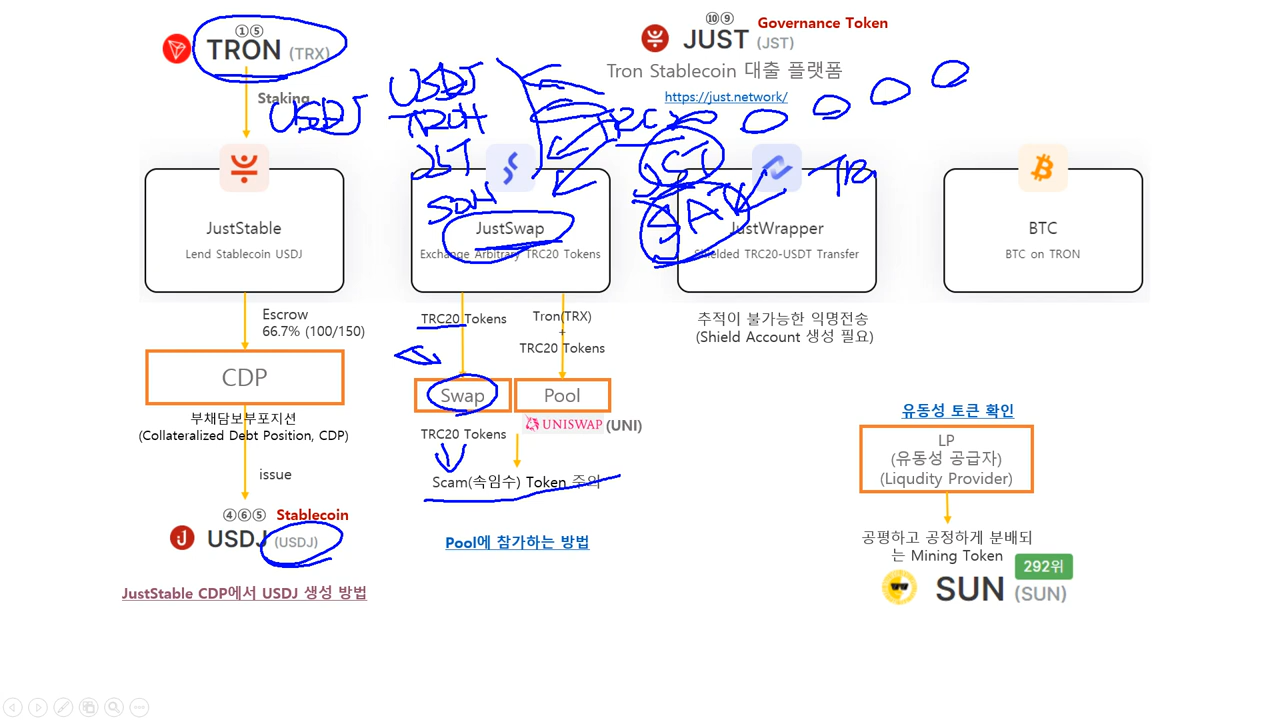 ①⑤
TRON (TRX)
Staking
⑩⑨
Governance Token
JUST (JST)
Tron Stablecoin 대출 플랫폼
https://just.network/
USDJ
USDJ
TRON
JST
SUN
JustStable
Lend Stablecoin USDJ
JustSwap
Exchange Arbitrary TRC20 Tokens
JustWrapper
Shielded TRC20-USDT Transfer
BTC
BTC on TRON
Escrow
66.7% (100/150)
CDP
부채담보부포지션
(Collateralized Debt Position, CDP)
issue
④⑥⑤
Stablecoin
USDJ (USDJ)
JustStable CDP에서 USDJ 생성 방법
TRC20 Tokens
Tron(TRX)
+
TRC20 Tokens
Swap
Pool
UNISWAP (UNI)
TRC20 Tokens
Scam(속임수) Token 주의
Pool에 참가하는 방법
추적이 불가능한 익명전송
(Shield Account 생성 필요)
유동성 토큰 확인
LP
(유동성 공급자)
(Liqudity Provider)
공평하고 공정하게 분배되
는 Mining Token
292위
SUN (SUN)